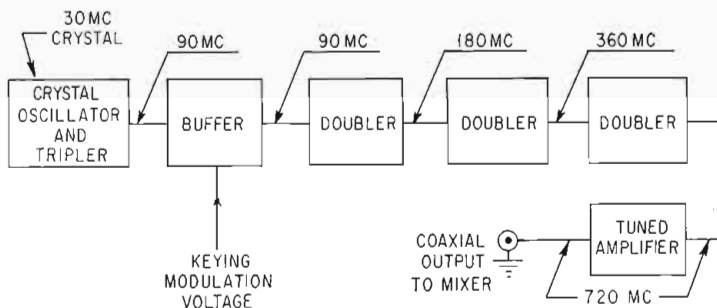 30MC
CRYSTAL
90MC
90MC
180MC
360MC
CRYSTAL
OSCILLATOR
AND
TRIPLER
BUFFER
DOUBLER
DOUBLER
DOUBLER
KEYING
MODULATION
VOLTAGE
COAXIAL
OUTPUT
TO MIXER
TUNED
AMPLIFIER
720 MC